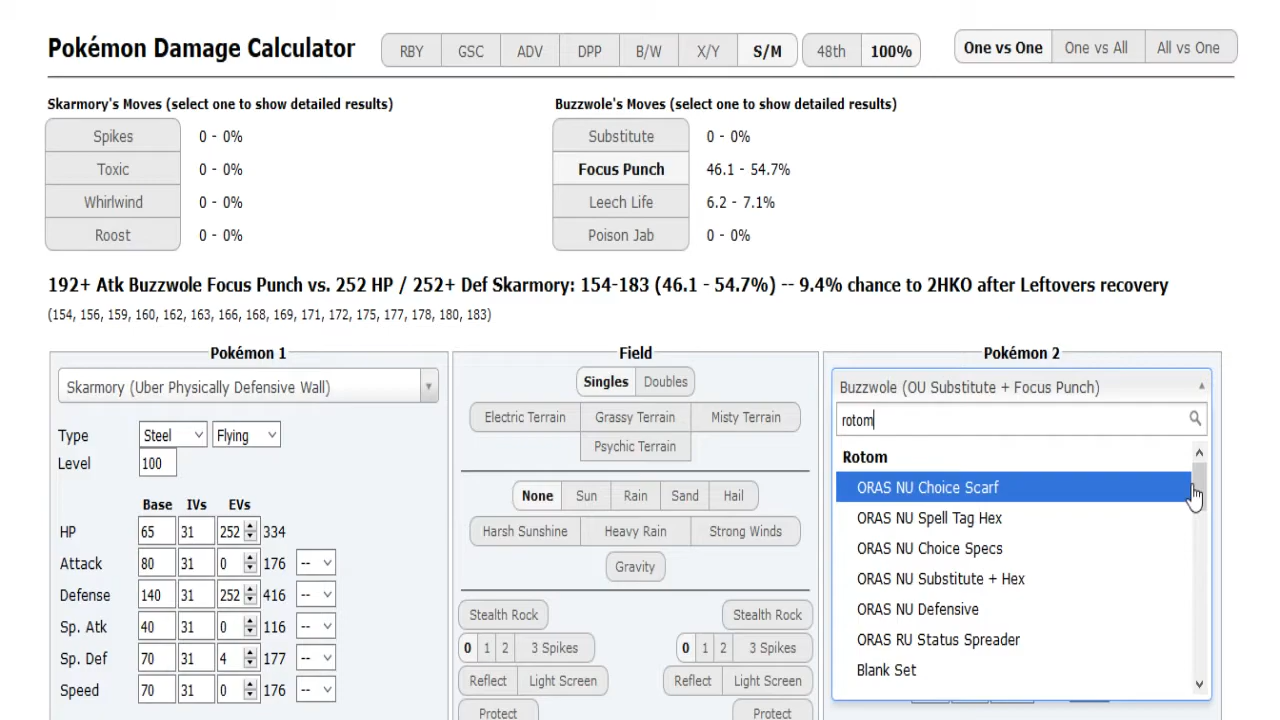 Pokémon Damage Calculator
RBY GSC ADV DPP B/W X/Y S/M 48th 100% One vs One One vs All All vs One
Skarmory's Moves (select one to show detailed results)
Spikes 0 - 0%
Toxic 0 - 0%
Whirlwind 0 - 0%
Roost 0 - 0%
Buzzwole's Moves (select one to show detailed results)
Substitute 0 - 0%
Focus Punch 46.1 - 54.7%
Leech Life 6.2 - 7.1%
Poison Jab 0 - 0%
192+ Atk Buzzwole Focus Punch vs. 252 HP / 252+ Def Skarmory: 154-183 (46.1 - 54.7%) -- 9.4% chance to 2HKO after Leftovers recovery
(154, 156, 159, 160, 162, 163, 166, 168, 169, 171, 172, 175, 177, 178, 180, 183)
Pokémon 1
Skarmory (Uber Physically Defensive Wall)
Type Steel Flying
Level 100
Base IVs EVs
HP 65 31 252 334
Attack 80 31 0 176 --
Defense 140 31 252 416 --
Sp. Atk 40 31 0 116 --
Sp. Def 70 31 4 177 --
Speed 70 31 0 176 --
Field
Singles Doubles
Electric Terrain Grassy Terrain Misty Terrain
Psychic Terrain
None Sun Rain Sand Hail
Harsh Sunshine Heavy Rain Strong Winds
Gravity
Stealth Rock Stealth Rock
0 1 2 3 Spikes 0 1 2 3 Spikes
Reflect Light Screen Reflect Light Screen
Protect Protect
Pokémon 2
Buzzwole (OU Substitute + Focus Punch)
rotom
Rotom
ORAS NU Choice Scarf
ORAS NU Spell Tag Hex
ORAS NU Choice Specs
ORAS NU Substitute + Hex
ORAS NU Defensive
ORAS RU Status Spreader
Blank Set